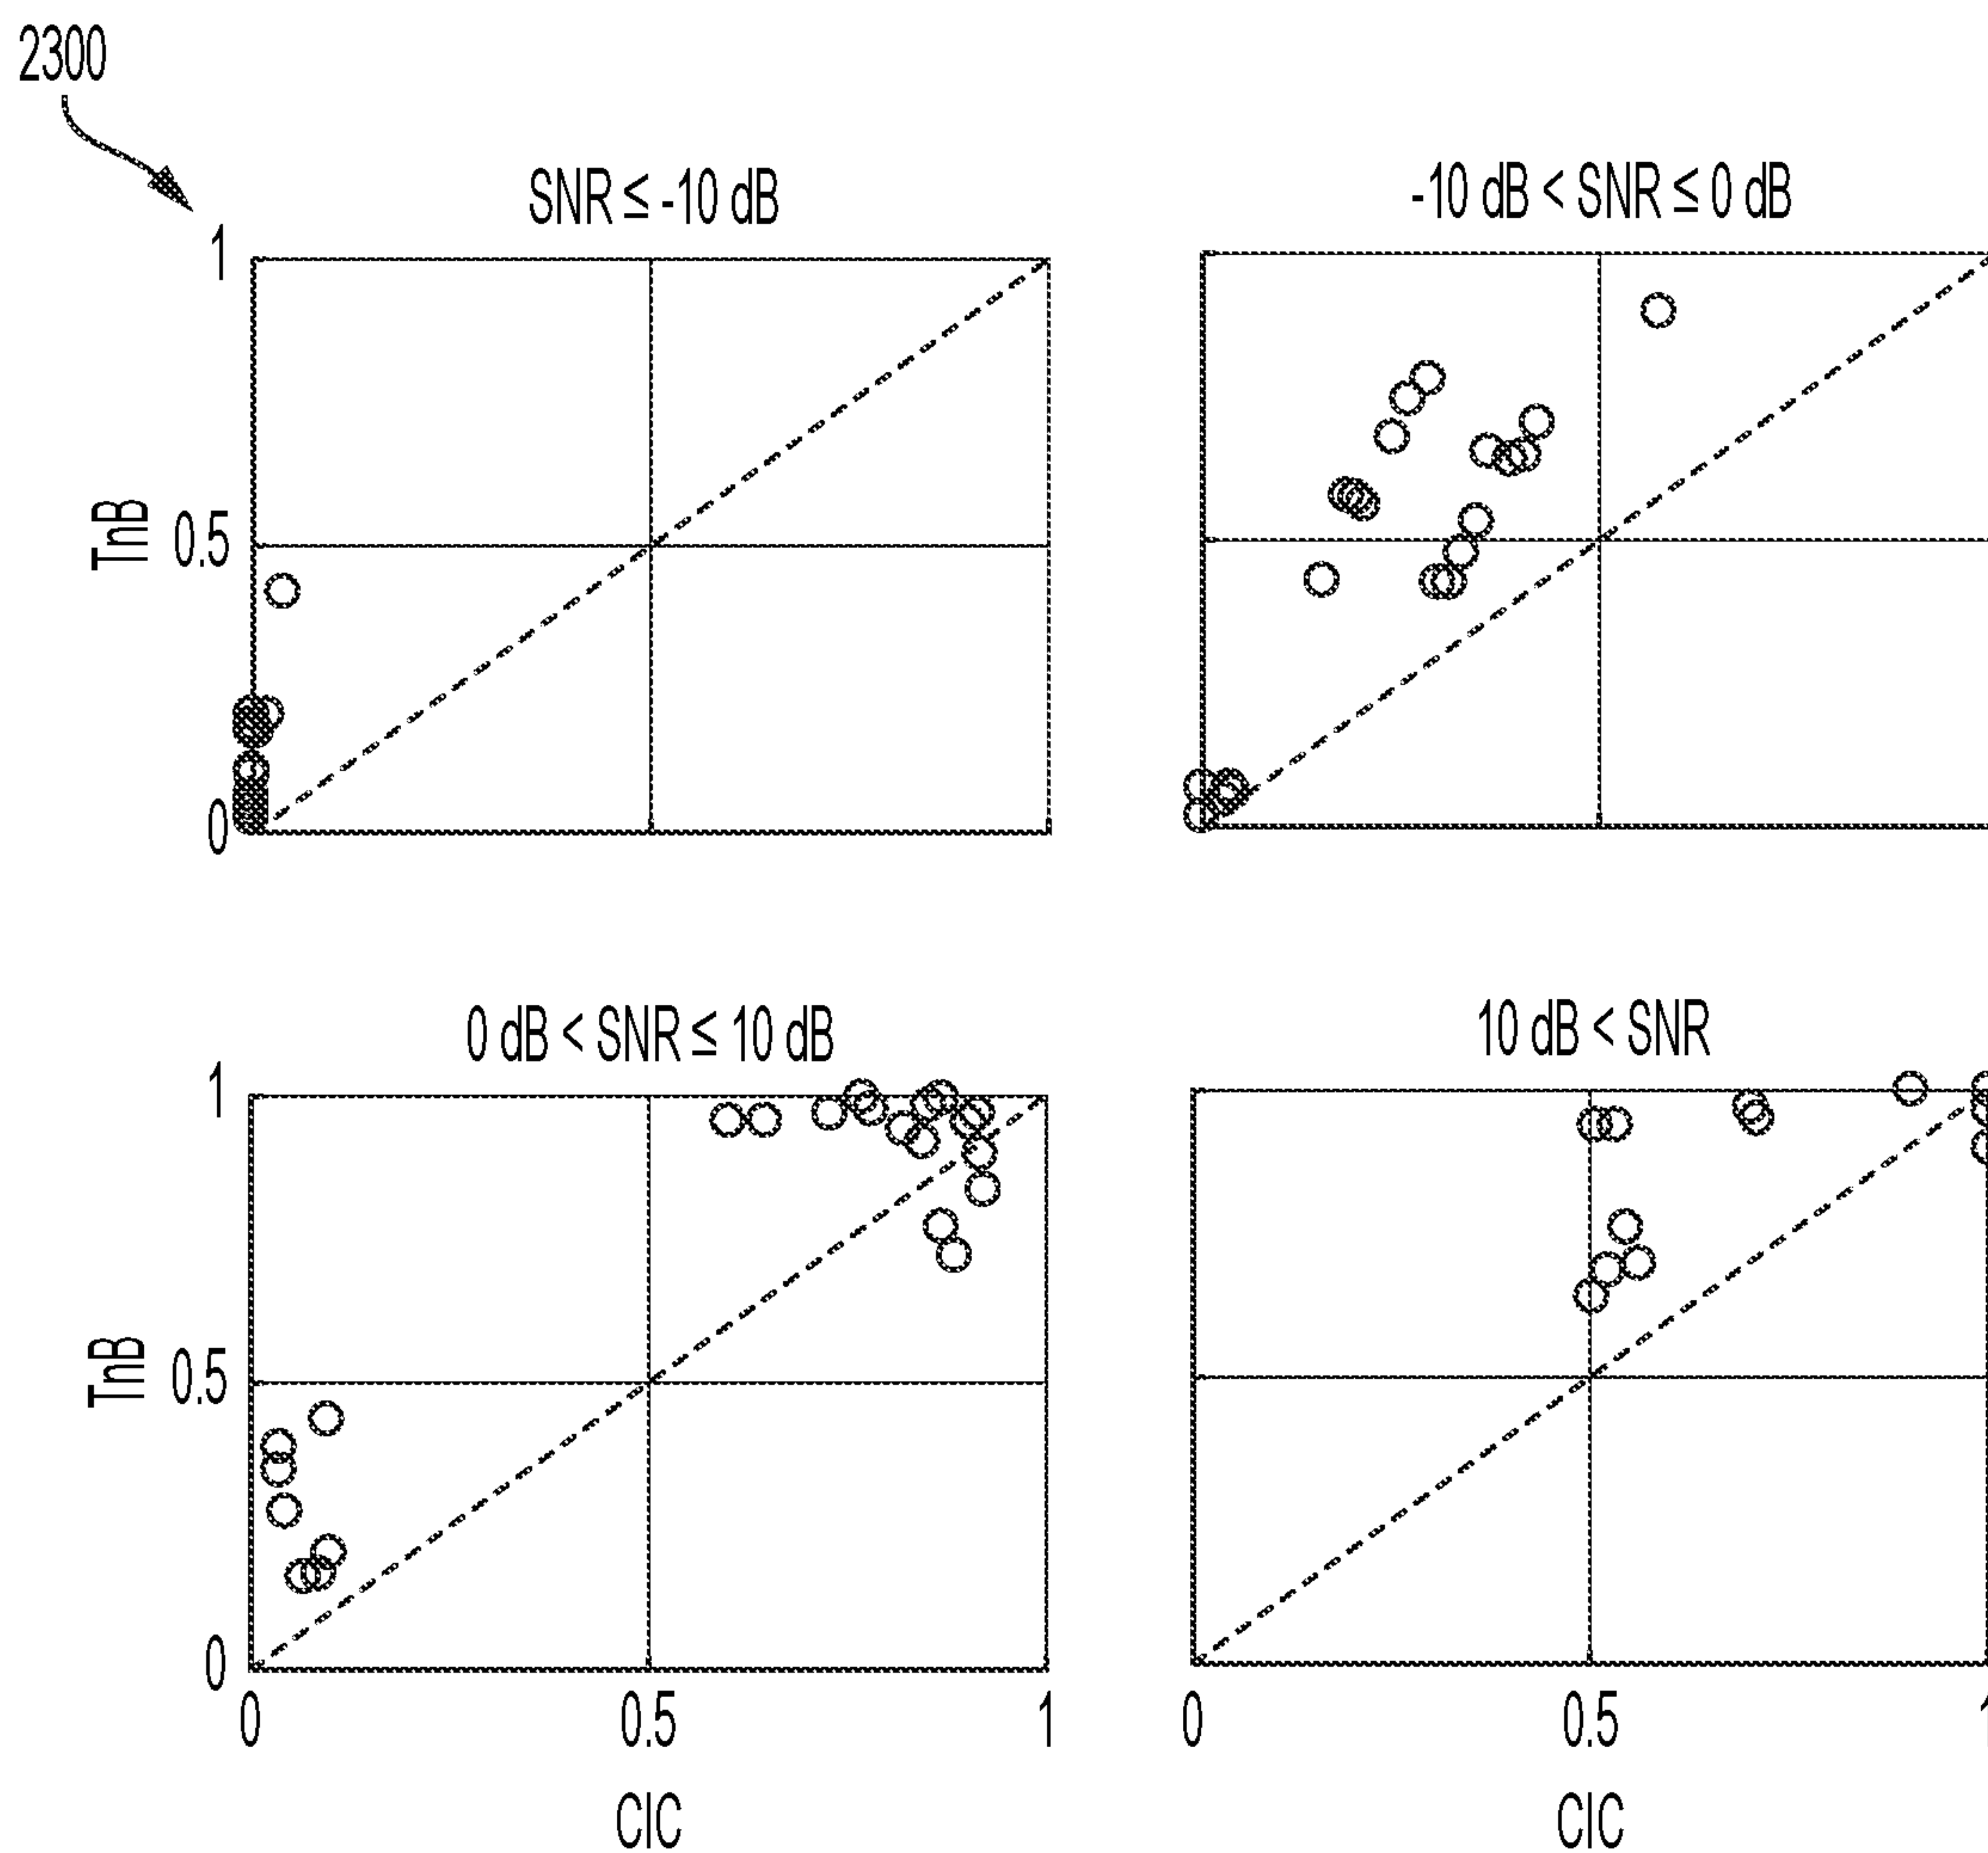 2300
SNR ≤ -10 dB
-10 dB < SNR ≤ 0 dB
1
TnB
0.5
0
0 dB < SNR ≤ 10 dB
10 dB < SNR
1
TnB
0.5
0
0 0.5 1
0 0.5 1
CIC
CIC